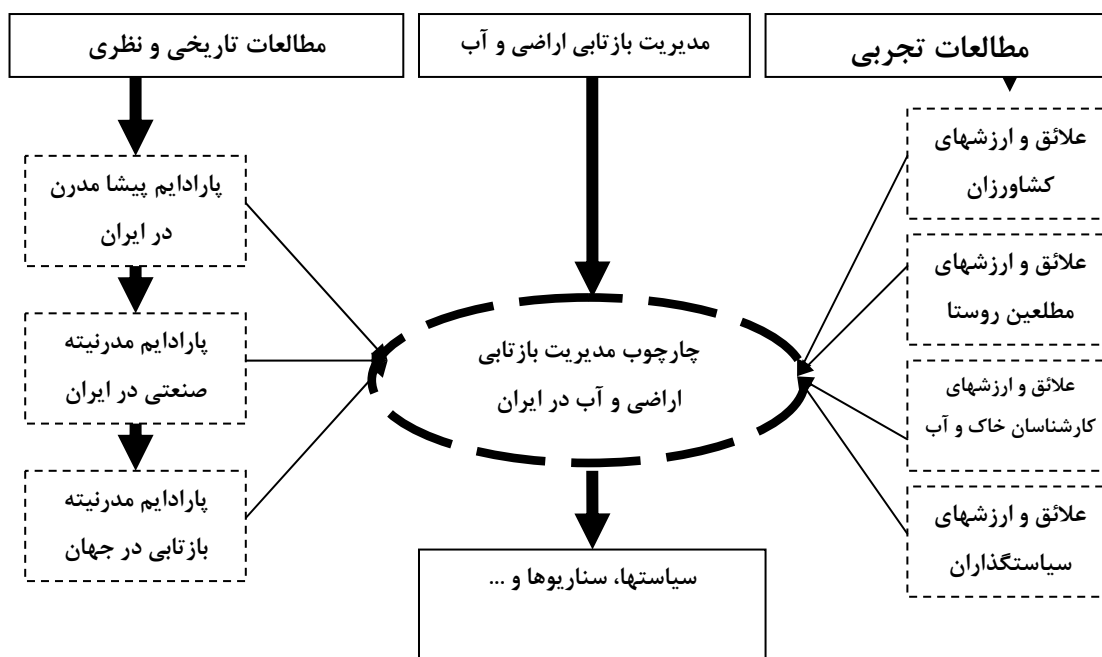 مطالعات تجربی
مدیریت بازتابی اراضی و آب
مطالعات تاریخی و نظری
علائق و ارزشهای
کشاورزان
علائق و ارزشهای
مطلعین روستا
علائق و ارزشهای
کارشناسان خاک و آب
علائق و ارزشهای
سیاستگذاران
چارچوب مدیریت بازتابی
اراضی و آب در ایران
سیاستها، سناریوها و ...
پارادایم پیشا مدرن
در ایران
پارادایم مدرنیته
صنعتی در ایران
پارادایم مدرنیته
بازتابی در جهان